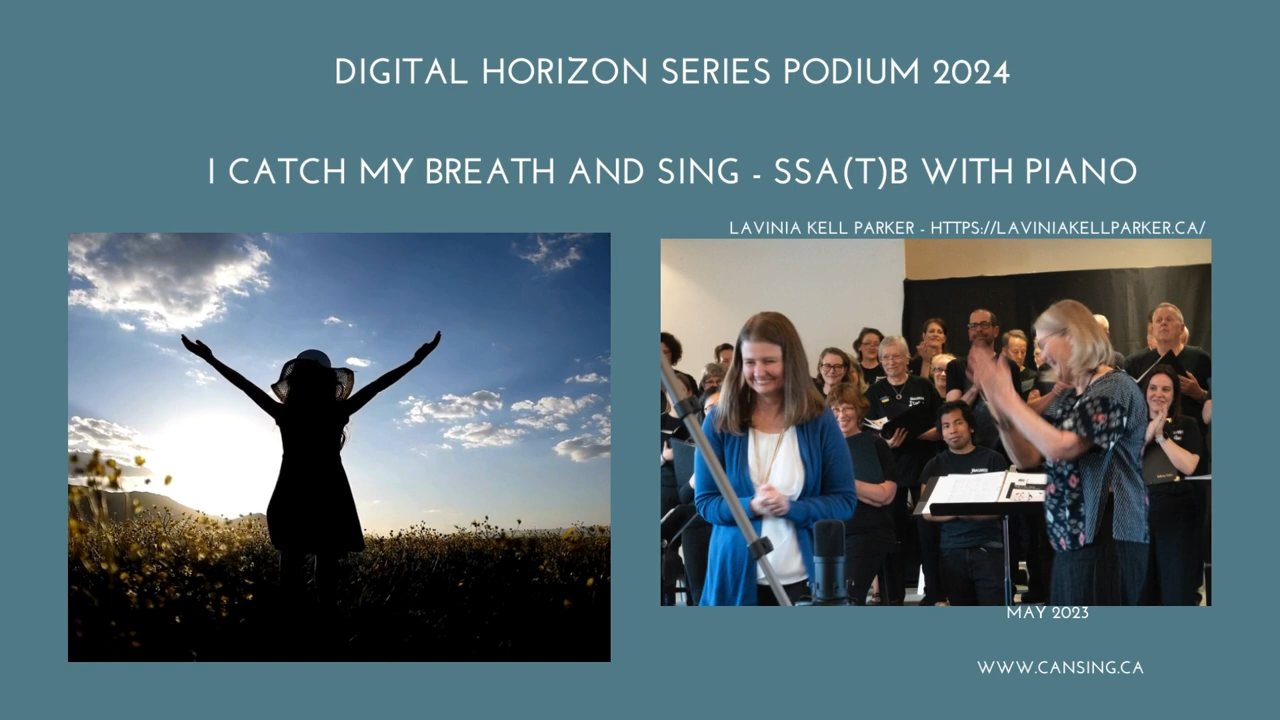 DIGITAL HORIZON SERIES PODIUM 2024
I CATCH MY BREATH AND SING - SSA(T)B WITH PIANO
LAVINIA KELL PARKER - HTTPS://LAVINIAKELLPARKER.CA/
MAY 2023
WWW.CANSING.CA